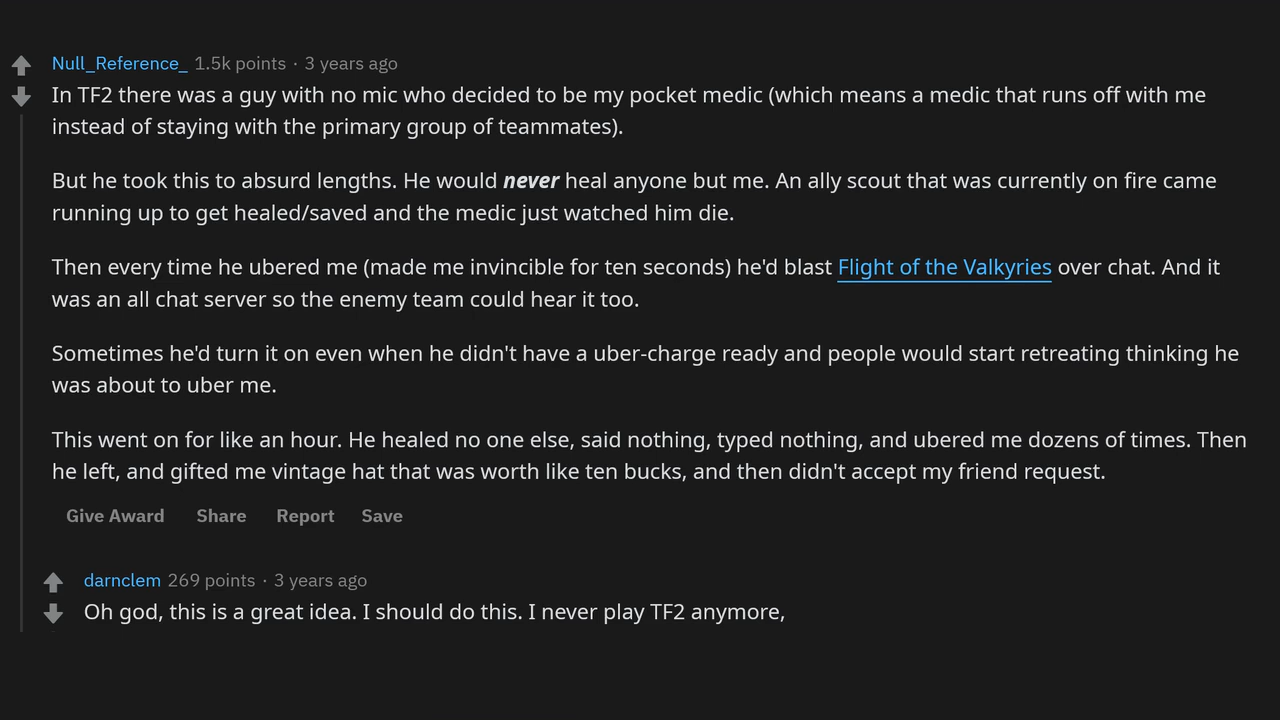 Null_Reference_ 1.5k points · 3 years ago
In TF2 there was a guy with no mic who decided to be my pocket medic (which means a medic that runs off with me
instead of staying with the primary group of teammates).
But he took this to absurd lengths. He would never heal anyone but me. An ally scout that was currently on fire came
running up to get healed/saved and the medic just watched him die.
Then every time he ubered me (made me invincible for ten seconds) he'd blast Flight of the Valkyries over chat. And it
was an all chat server so the enemy team could hear it too.
Sometimes he'd turn it on even when he didn't have a uber-charge ready and people would start retreating thinking he
was about to uber me.
This went on for like an hour. He healed no one else, said nothing, typed nothing, and ubered me dozens of times. Then
he left, and gifted me vintage hat that was worth like ten bucks, and then didn't accept my friend request.
Give Award Share Report Save
darnclem 269 points · 3 years ago
Oh god, this is a great idea. I should do this. I never play TF2 anymore,